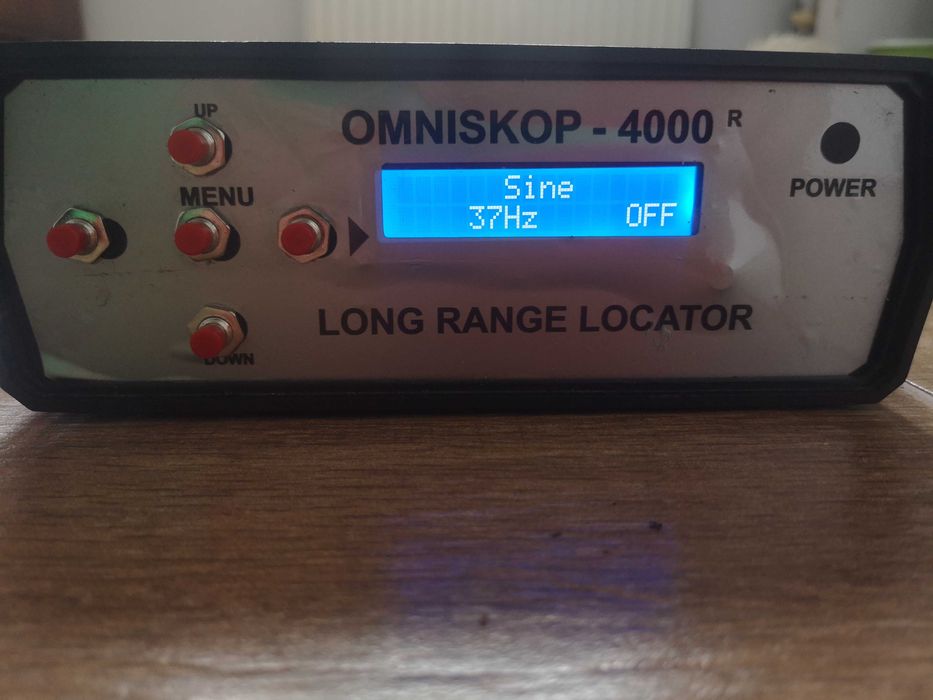 UP
OMNISKOP - 4000 R
MENU
Sine
37Hz OFF
POWER
LONG RANGE LOCATOR
DOWN